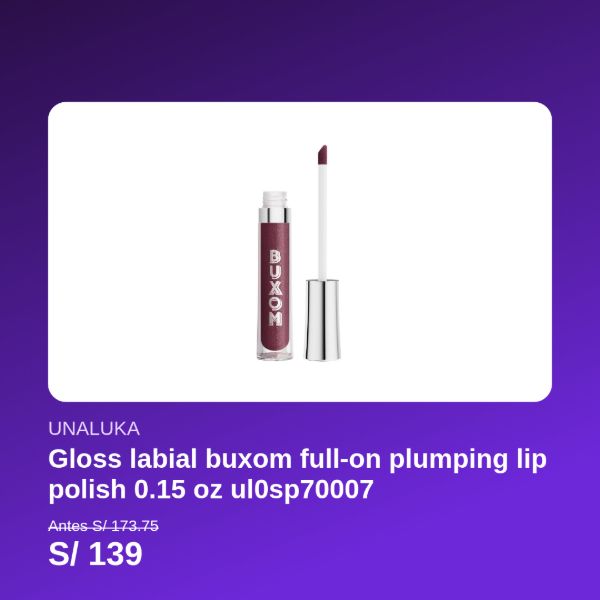 BUXOM
UNALUKA
Gloss labial buxom full-on plumping lip
polish 0.15 oz ul0sp70007
Antes S/ 173.75
S/ 139